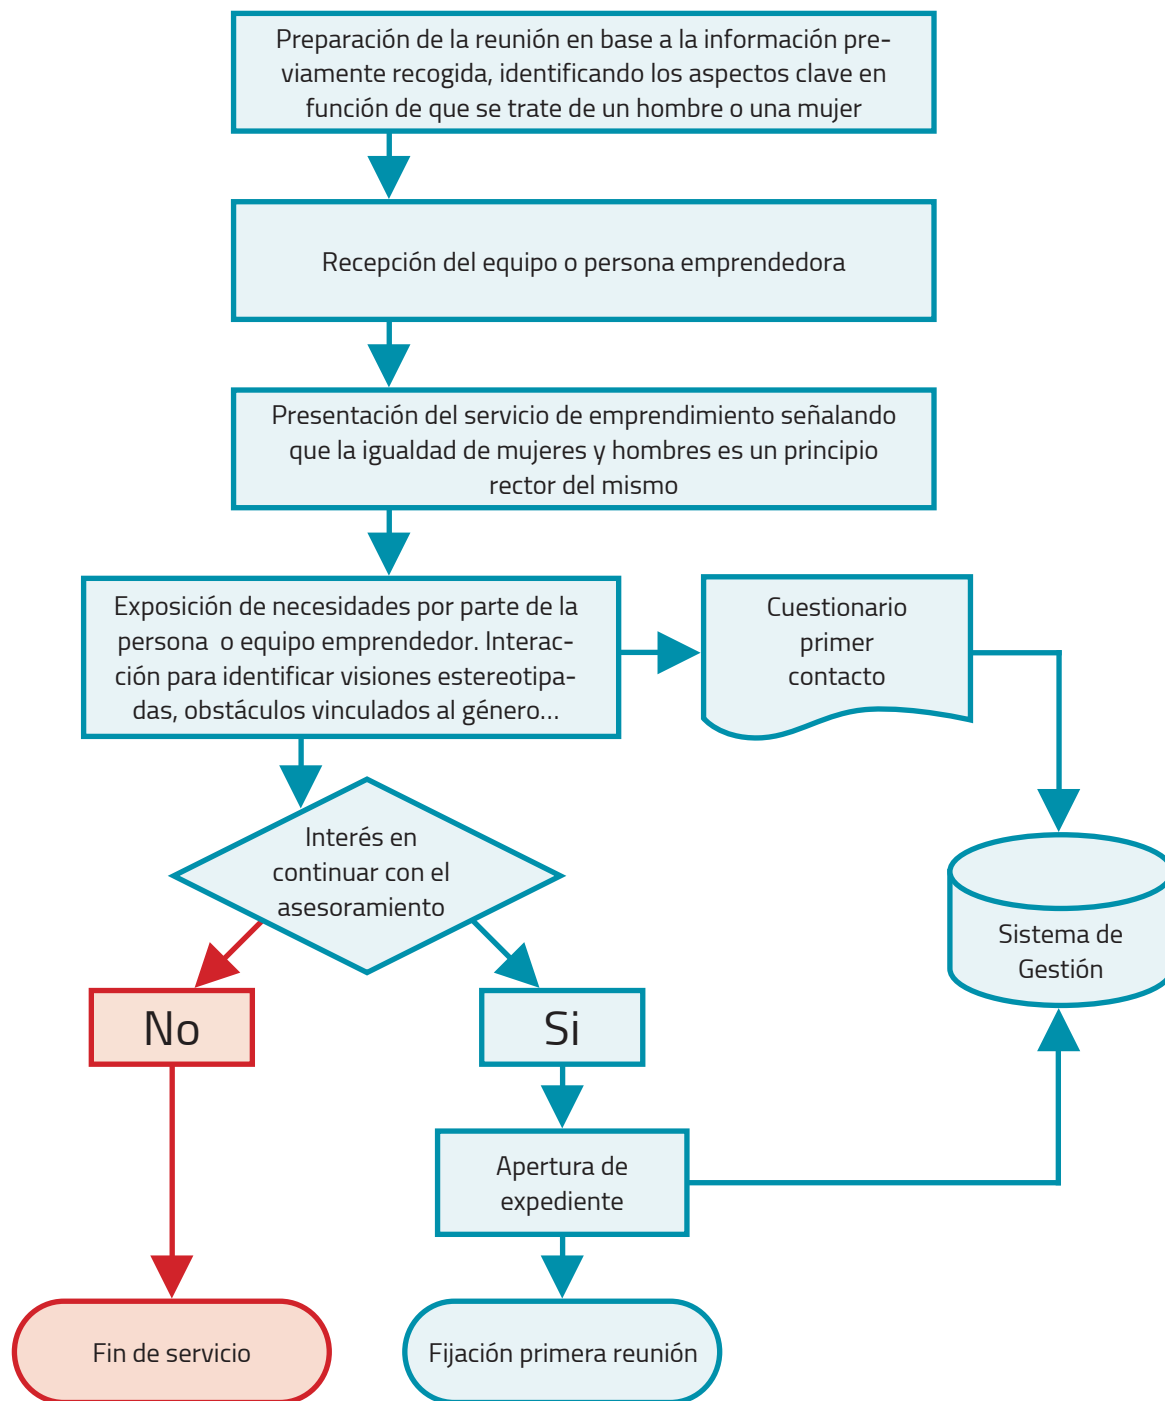 Preparación de la reunión en base a la información pre-
viamente recogida, identificando los aspectos clave en
función de que se trate de un hombre o una mujer
Recepción del equipo o persona emprendedora
Presentación del servicio de emprendimiento señalando
que la igualdad de mujeres y hombres es un principio
rector del mismo
Exposición de necesidades por parte de la
persona o equipo emprendedor. Interac-
ción para identificar visiones estereotipa-
das, obstáculos vinculados al género...
Cuestionario
primer
contacto
Interés en
continuar con el
asesoramiento
Sistema de
Gestión
No
Si
Apertura de
expediente
Fin de servicio
Fijación primera reunión